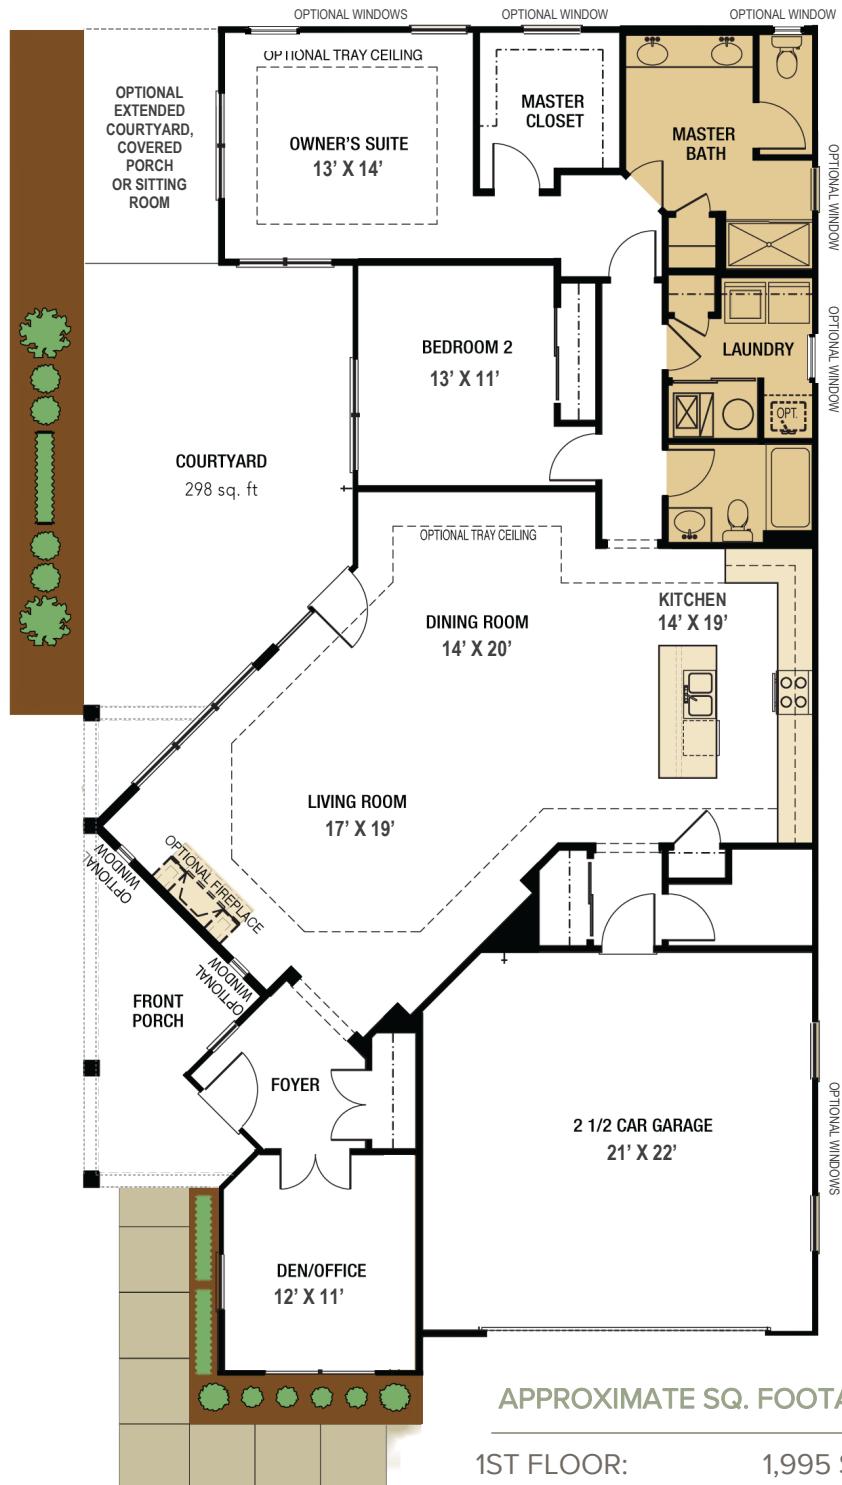 OPTIONAL WINDOWS
OPTIONAL WINDOW
OPTIONAL WINDOW
OPTIONAL TRAY CEILING
OPTIONAL
EXTENDED
COURTYARD,
COVERED
PORCH
OR SITTING
ROOM
OWNER'S SUITE
13' X 14'
MASTER
CLOSET
MASTER
BATH
OPTIONAL WINDOW
BEDROOM 2
13' X 11'
LAUNDRY
OPTIONAL WINDOW
OPT.
COURTYARD
298 sq. ft
OPTIONAL TRAY CEILING
DINING ROOM
14' X 20'
KITCHEN
14' X 19'
LIVING ROOM
17' X 19'
OPTIONAL
WINDOW
OPTIONAL FIREPLACE
OPTIONAL
WINDOW
FRONT
PORCH
FOYER
2 1/2 CAR GARAGE
21' X 22'
OPTIONAL WINDOWS
DEN/OFFICE
12' X 11'
APPROXIMATE SQ.
1ST FLOOR: 1,995